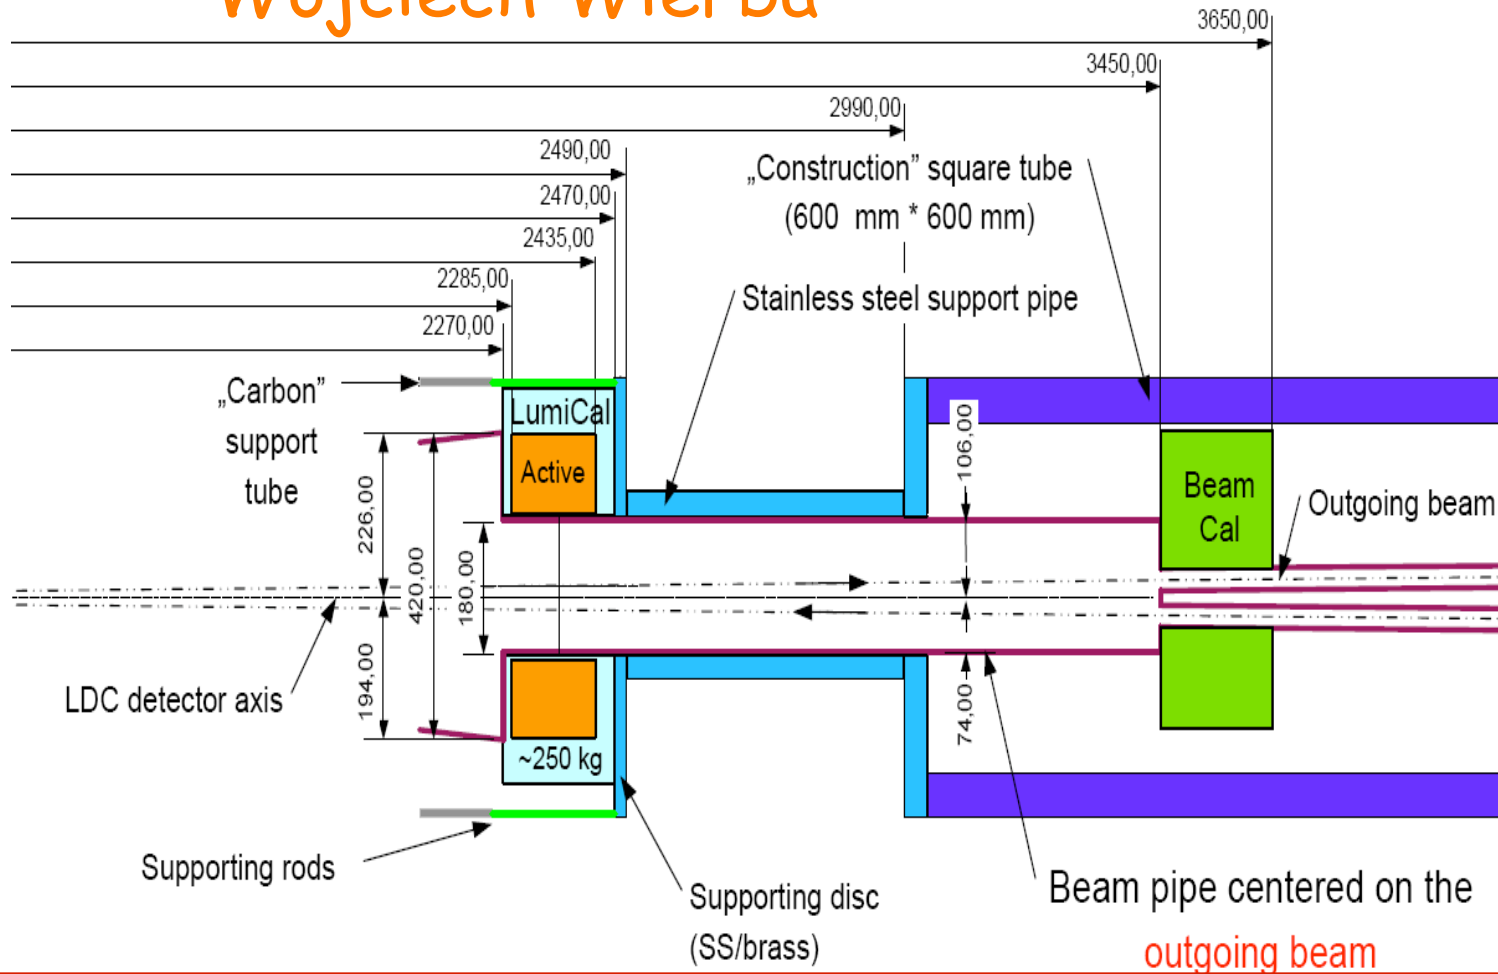 Wojciech Wierba
3650,00
3450,00
2990,00
2490,00
2470,00
2435,00
2285,00
2270,00
„Construction” square tube
(600 mm * 600 mm)
Stainless steel support pipe
„Carbon”
support
tube
LumiCal
Active
226,00
420,00
180,00
194,00
106,00
74,00
Beam
Cal
Outgoing beam
LDC detector axis
~250 kg
Supporting rods
Supporting disc
(SS/brass)
Beam pipe centered on the
outgoing beam